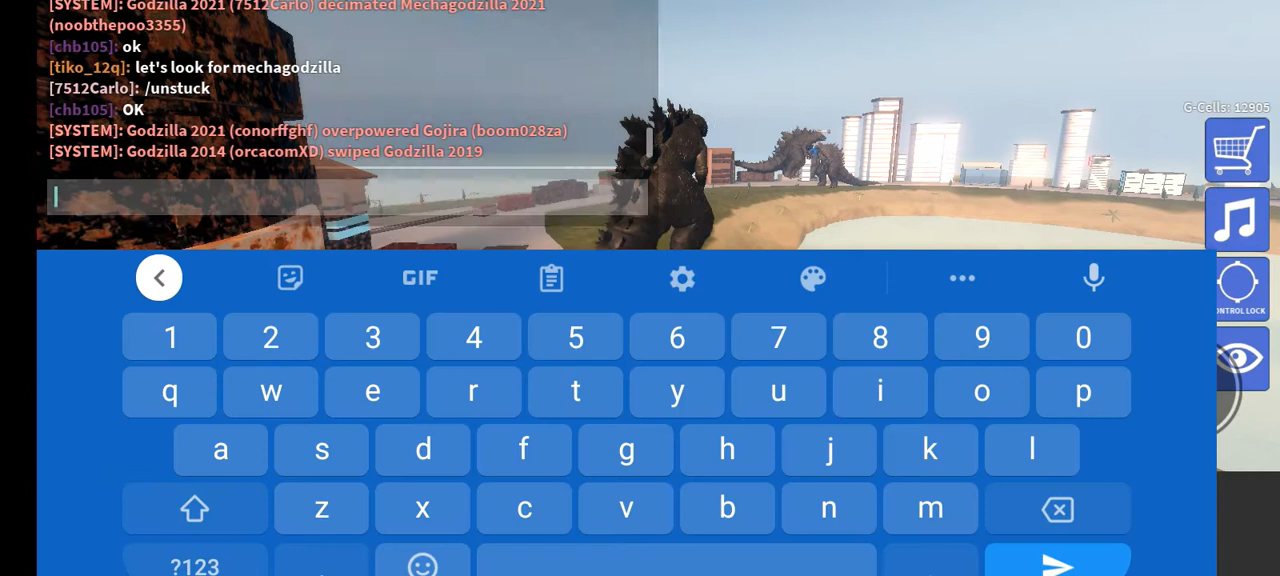 [SYSTEM]: Godzilla 2021 (7512Carlo) decimated Mechagodzilla 2021
(noobthepoo3355)
[chb105]: ok
[tiko_12q]: let's look for mechagodzilla
[7512Carlo]: /unstuck
[chb105]: OK
[SYSTEM]: Godzilla 2021 (conorffghf) overpowered Gojira (boom028za)
[SYSTEM]: Godzilla 2014 (orcacomXD) swiped Godzilla 2019
G-Cells: 12905
ONTROL LOCK
GIF
1 2 3 4 5 6 7 8 9 0
q w e r t y u i o p
a s d f g h j k l
z x c v b n m
?123